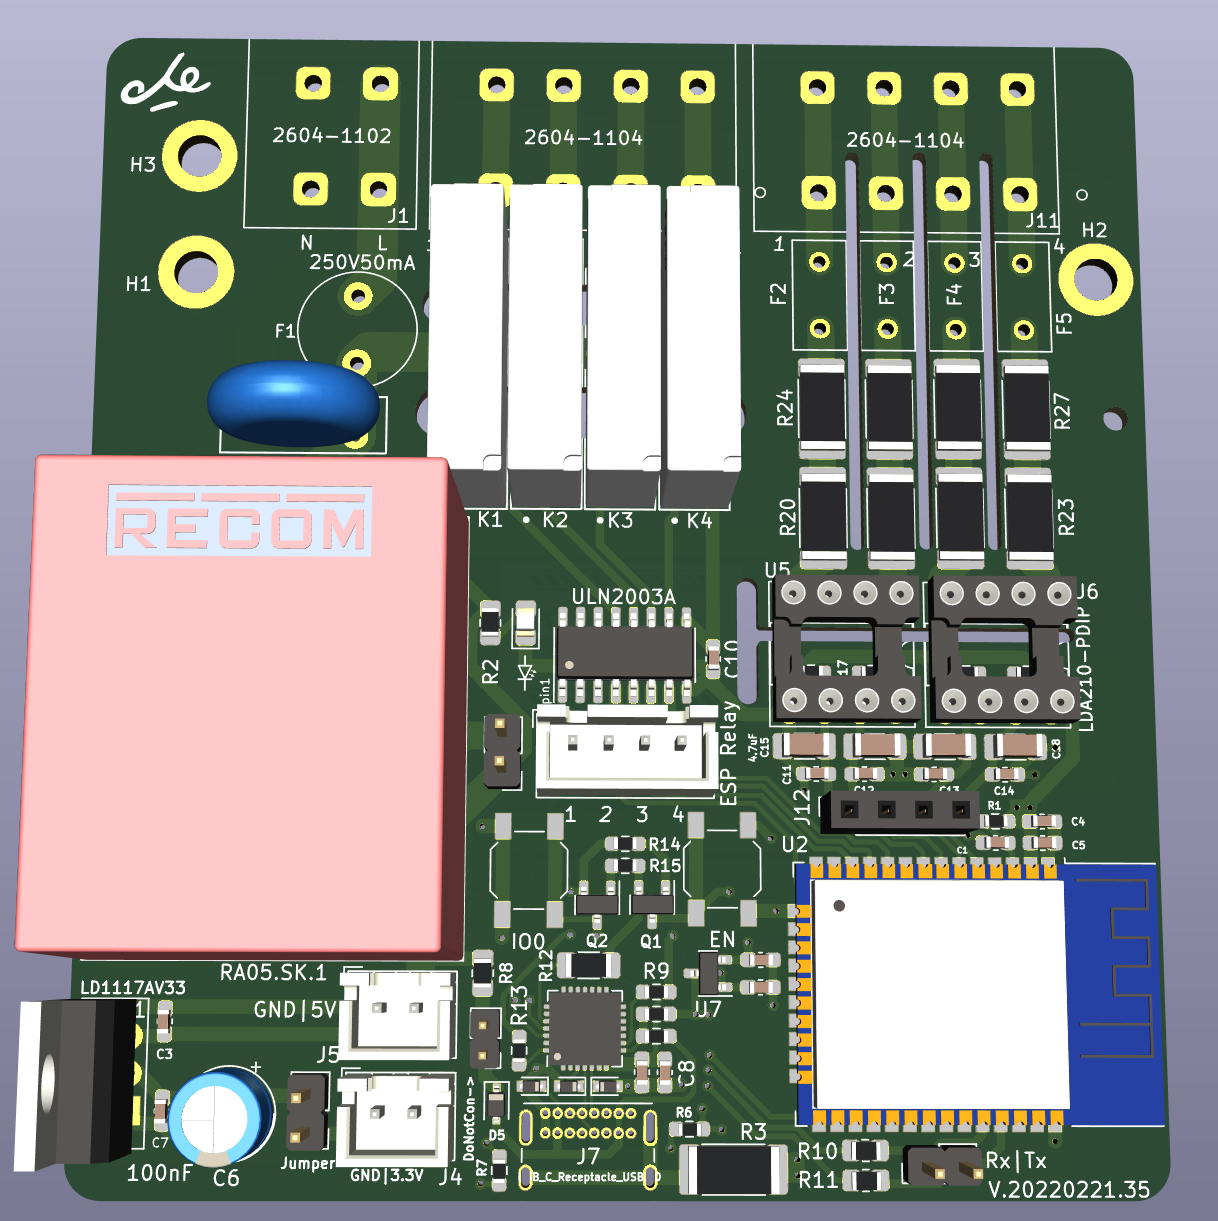 che
2604-1102
2604-1104
2604-1104
H3
J1
J11
N
L
H2
250V50mA
1
2
3
4
H1
F2
F3
F4
F5
F1
R24
R27
RECOM
K1
K2
K3
K4
R20
R23
U5
ULN2003A
J6
R2
C10
17
LDA210-PDIP
pin1
ESP Relay
4.7uF
C15
C8
C11
C12
C13
C14
1
2
3
4
J12
R1
C4
R14
U2
C1
C5
R15
IO0
Q2
Q1
EN
RA05.SK.1
R8
R12
R9
LD1117AV33
1
GND|5V
R13
U7
C3
J5
C8
+
DoNotCon->
D5
R6
C7
100nF
C6
Jumper
GND|3.3V
J4
R7
J7
B_C_Receptacle_USB
R3
R10
R11
Rx|Tx
V.20220221.35